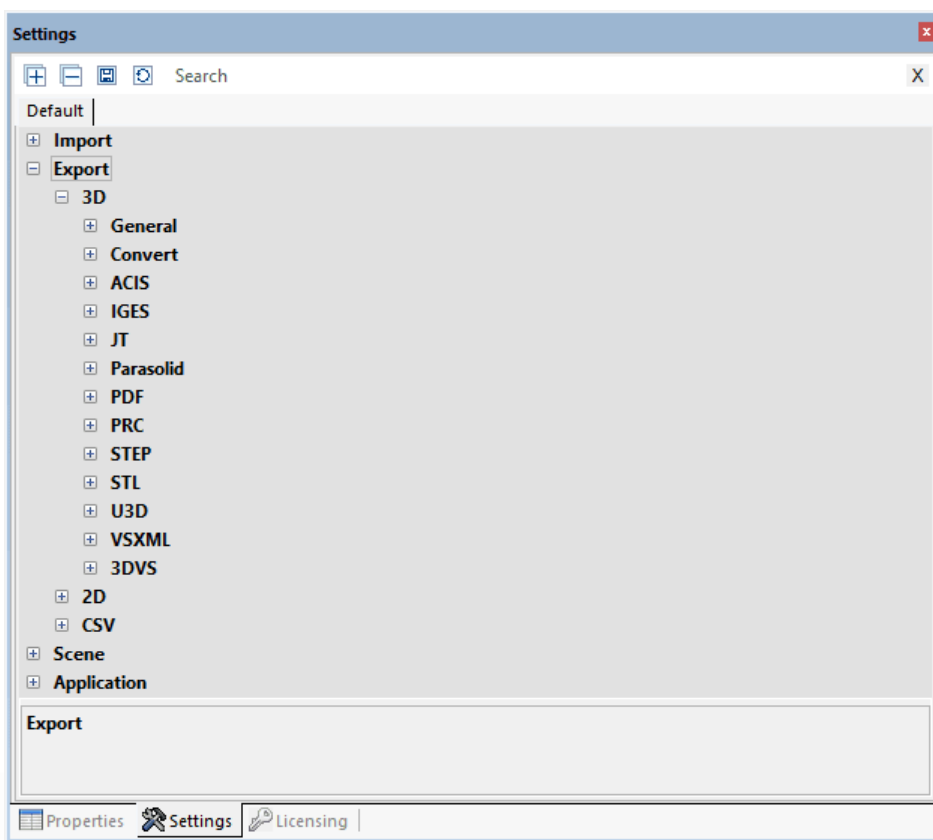 Settings
Search X
Default
Import
Export
3D
General
Convert
ACIS
IGES
JT
Parasolid
PDF
PRC
STEP
STL
U3D
VSXML
3DVS
2D
CSV
Scene
Application
Export
Properties Settings Licensing